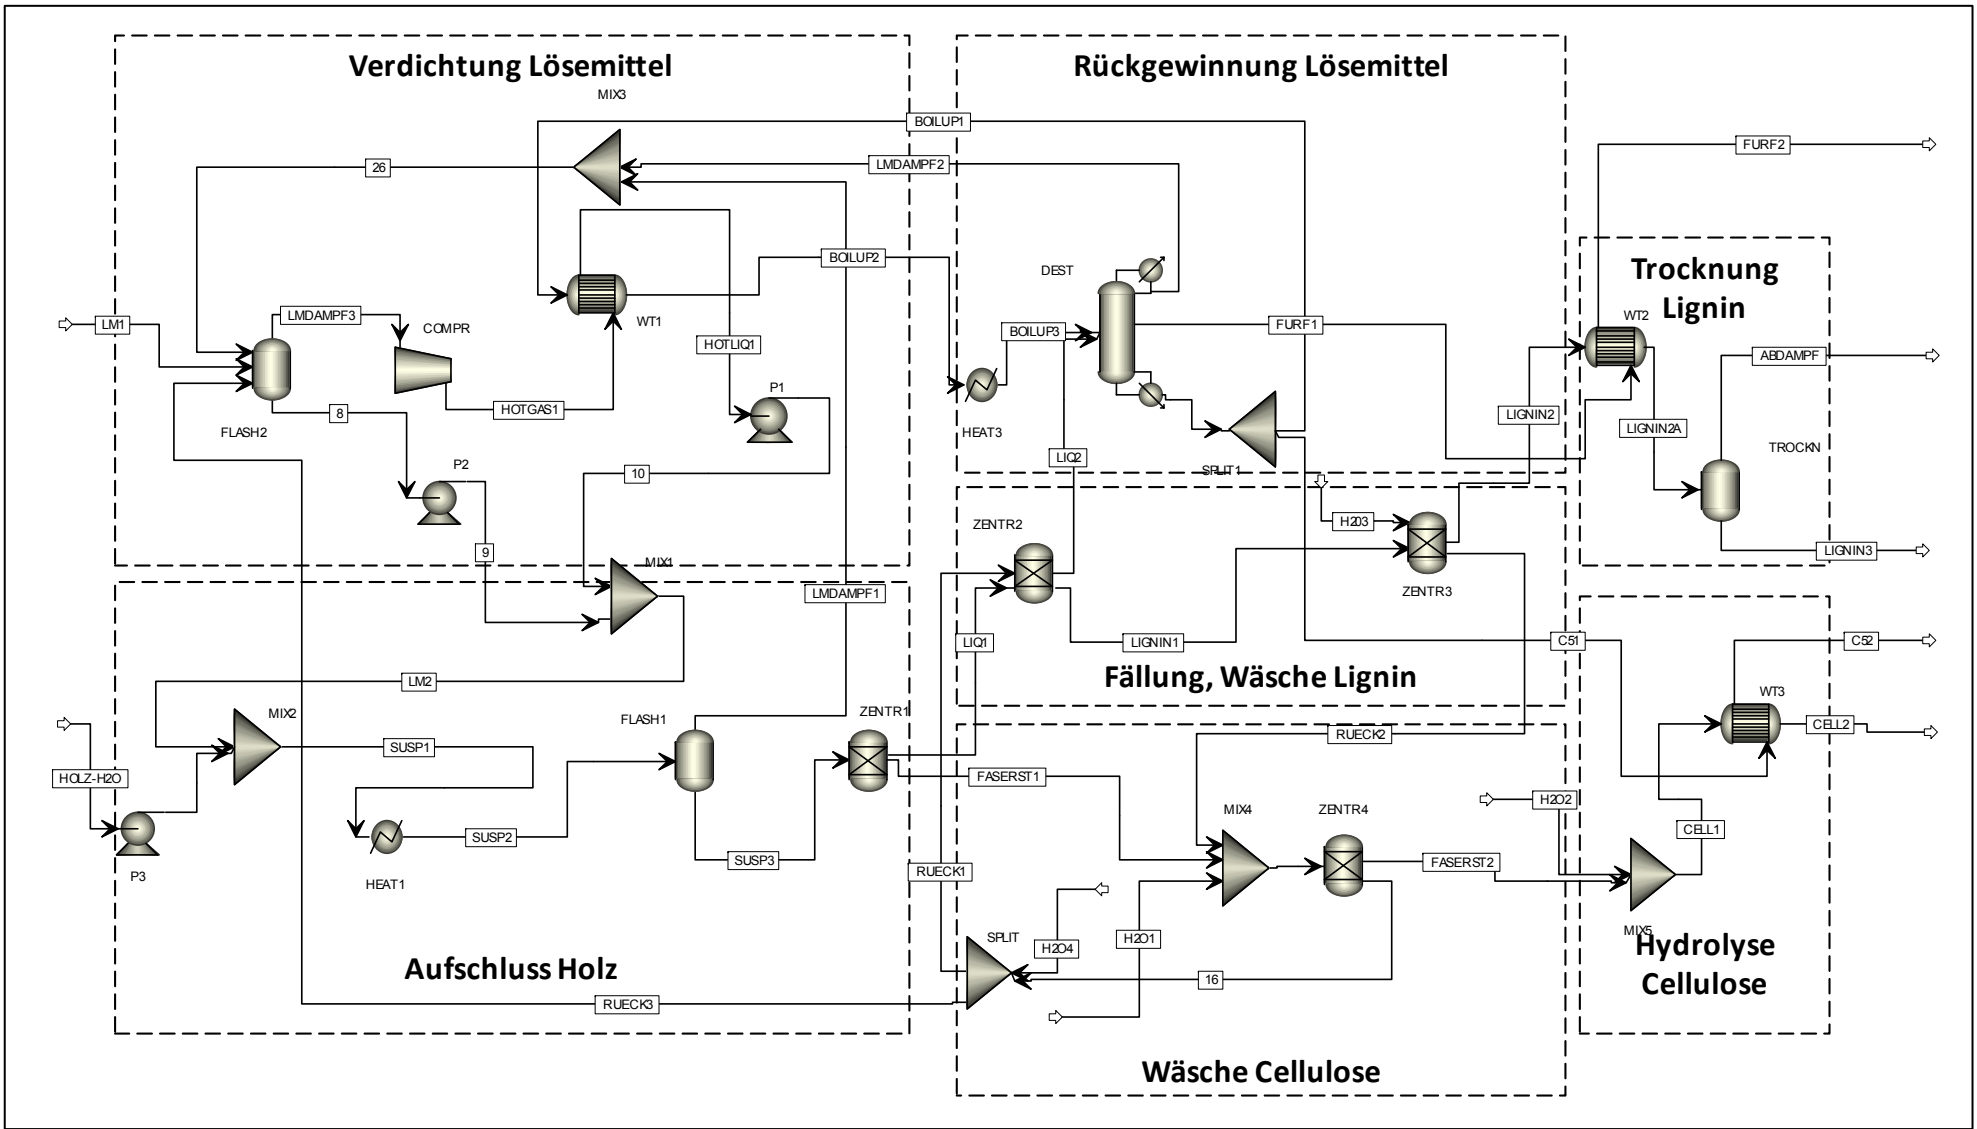 Verdichtung Lösemittel
MIX3
26
LMDAMPF2
BOILUP1
BOILUP2
LM1
LMDAMPF3
COMPR
WT1
HOTLIQ1
HOTGAS1
P1
8
FLASH2
P2
10
9
MIX1
Rückgewinnung Lösemittel
DEST
BOILUP3
FURF1
HEAT3
LIQ2
SPLIT1
FURF2
Trocknung
Lignin
WT2
ABDAMPF
LIGNIN2
LIGNIN2A
TROCKN
LIGNIN3
ZENTR2
H203
ZENTR3
LIQ1
LIGNIN1
C51
Fällung, Wäsche Lignin
LMDAMPF1
LM2
MIX2
SUSP1
FLASH1
ZENTR1
HOLZ-H2O
P3
SUSP2
HEAT1
SUSP3
Aufschluss Holz
RUECK3
RUECK1
FASERST1
RUECK2
MIX4
ZENTR4
FASERST2
SPLIT
H2O4
H2O1
16
Wäsche Cellulose
C52
WT3
CELL2
H2O2
CELL1
MIX5
Hydrolyse
Cellulose